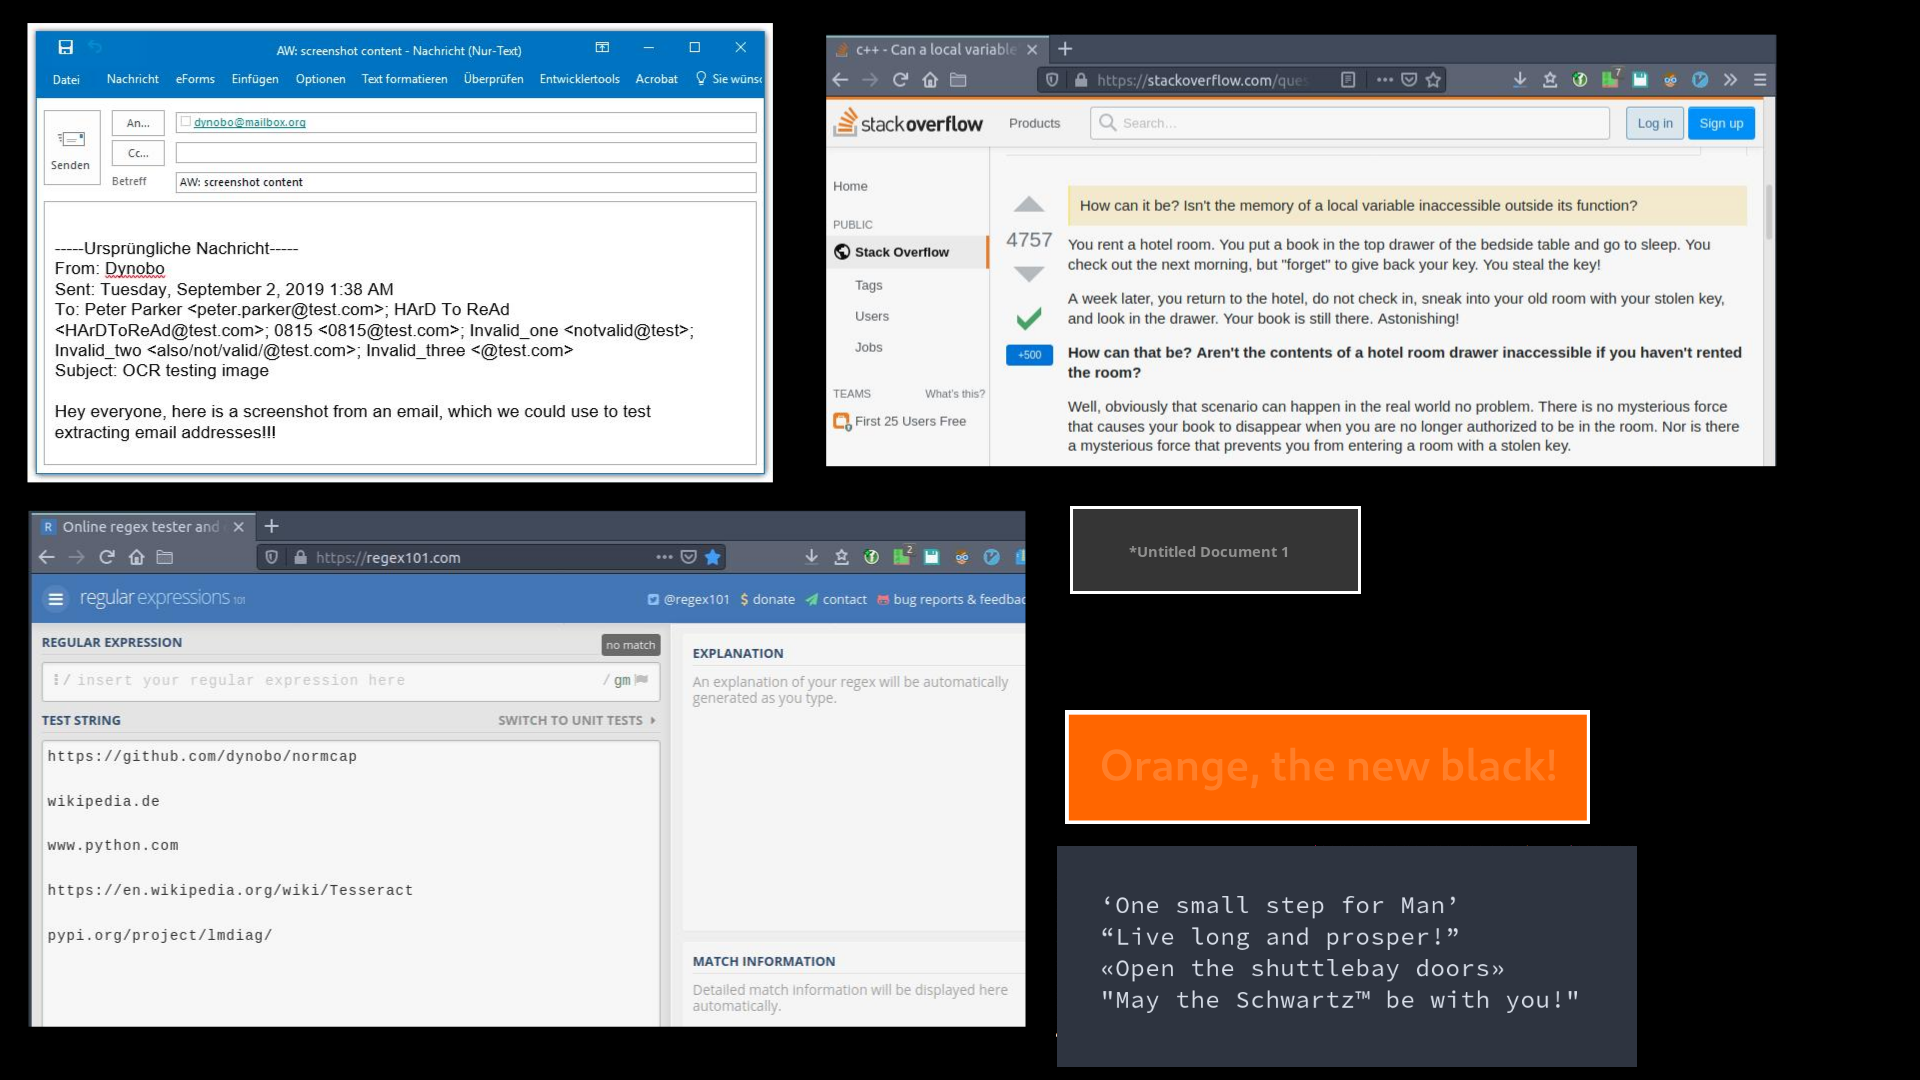 AW: screenshot content - Nachricht (Nur-Text)
Datei Nachricht eForms Einfügen Optionen Text formatieren Überprüfen Entwicklertools Acrobat Sie wüns
An... dynobo@mailbox.org
Cc...
Senden
Betreff AW: screenshot content
-----Ursprüngliche Nachricht-----
From: Dynobo
Sent: Tuesday, September 2, 2019 1:38 AM
To: Peter Parker <peter.parker@test.com>; HArD To ReAd
<HArDToReAd@test.com>; 0815 <0815@test.com>; Invalid_one <notvalid@test>;
Invalid_two <also/not/valid/@test.com>; Invalid_three <@test.com>
Subject: OCR testing image
Hey everyone, here is a screenshot from an email, which we could use to test
extracting email addresses!!!
c++ - Can a local variable
https://stackoverflow.com/ques
7
stackoverflow Products Search... Log in Sign up
Home
PUBLIC
Stack Overflow
Tags
Users
Jobs
TEAMS What's this?
First 25 Users Free
4757
+500
How can it be? Isn't the memory of a local variable inaccessible outside its function?
You rent a hotel room. You put a book in the top drawer of the bedside table and go to sleep. You
check out the next morning, but "forget" to give back your key. You steal the key!
A week later, you return to the hotel, do not check in, sneak into your old room with your stolen key,
and look in the drawer. Your book is still there. Astonishing!
How can that be? Aren't the contents of a hotel room drawer inaccessible if you haven't rented
the room?
Well, obviously that scenario can happen in the real world no problem. There is no mysterious force
that causes your book to disappear when you are no longer authorized to be in the room. Nor is there
a mysterious force that prevents you from entering a room with a stolen key.
R Online regex tester and
https://regex101.com
2
regular expressions 101 @regex101 $ donate contact bug reports & feedbac
REGULAR EXPRESSION no match
/ insert your regular expression here / gm
TEST STRING SWITCH TO UNIT TESTS
https://github.com/dynobo/normcap
wikipedia.de
www.python.com
https://en.wikipedia.org/wiki/Tesseract
pypi.org/project/lmdiag/
EXPLANATION
An explanation of your regex will be automatically
generated as you type.
MATCH INFORMATION
Detailed match information will be displayed here
automatically.
*Untitled Document 1
Orange, the new black!
‘One small step for Man’
“Live long and prosper!”
«Open the shuttlebay doors»
"May the Schwartz™ be with you!"